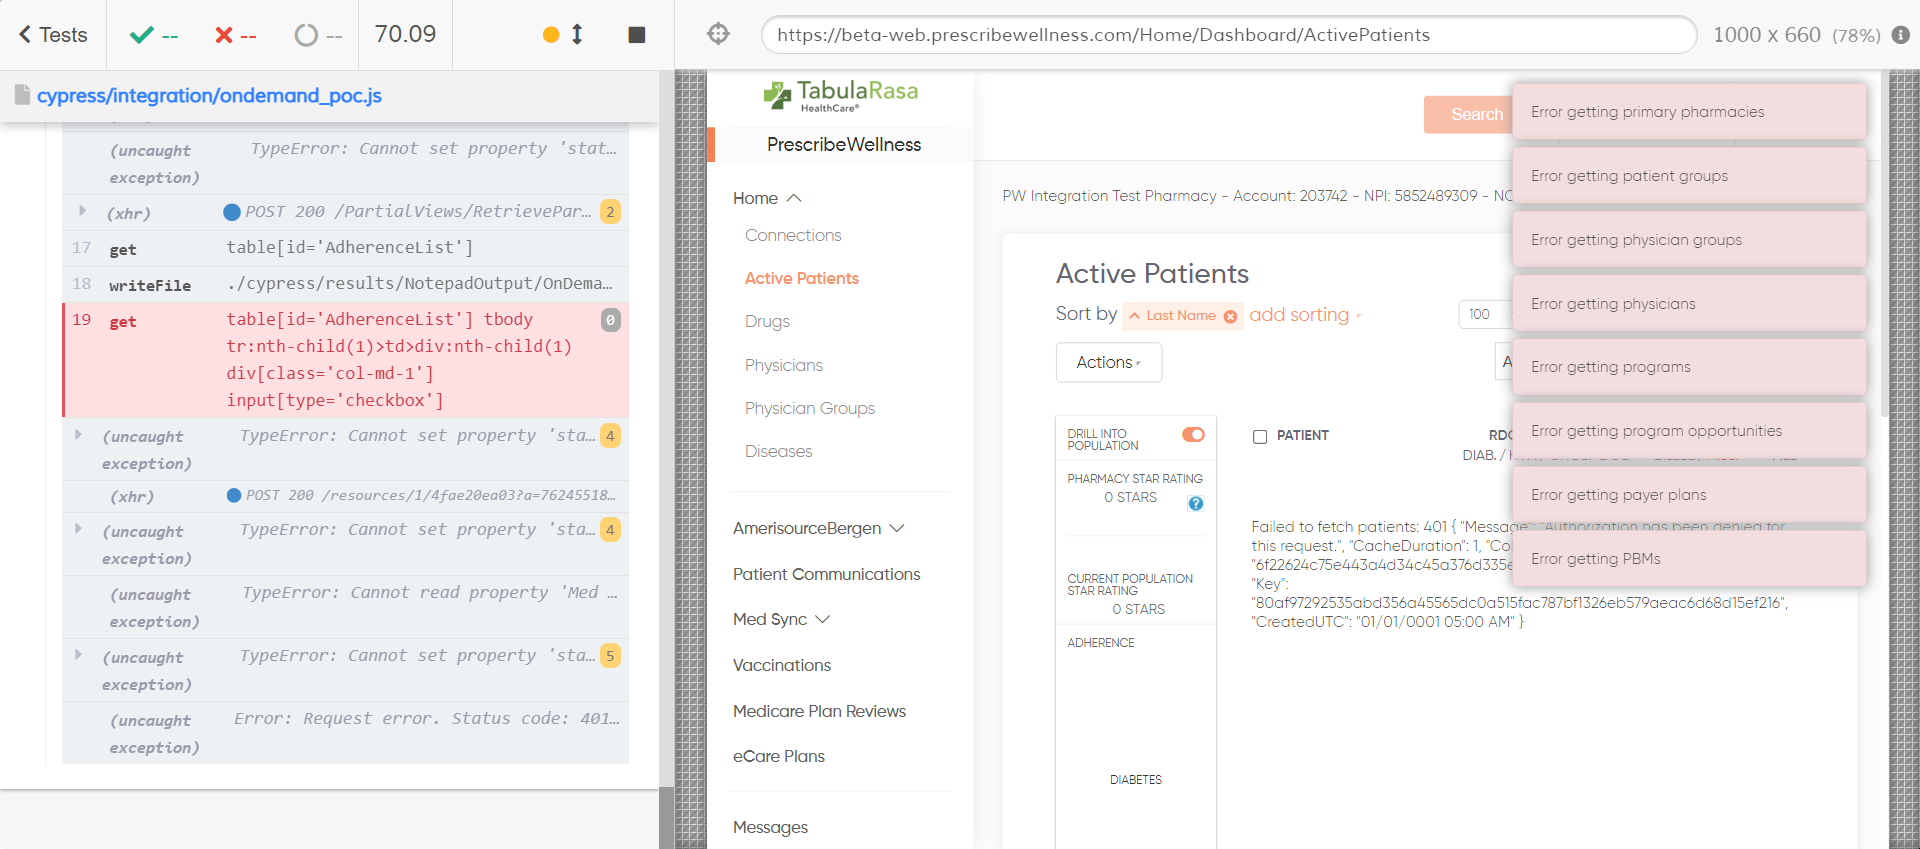 Tests
--
--
--
70.09
https://beta-web.prescribewellness.com/Home/Dashboard/ActivePatients
1000 x 660 (78%)
cypress/integration/ondemand_poc.js
(uncaught exception) TypeError: Cannot set property 'stat…
(xhr) POST 200 /PartialViews/RetrievePar… 2
17 get table[id='AdherenceList']
18 writeFile ./cypress/results/NotepadOutput/OnDema…
19 get table[id='AdherenceList'] tbody 0
tr:nth-child(1)>td>div:nth-child(1)
div[class='col-md-1']
input[type='checkbox']
(uncaught exception) TypeError: Cannot set property 'sta… 4
(xhr) POST 200 /resources/1/4fae20ea03?a=76245518…
(uncaught exception) TypeError: Cannot set property 'sta… 4
(uncaught exception) TypeError: Cannot read property 'Med …
(uncaught exception) TypeError: Cannot set property 'sta… 5
(uncaught exception) Error: Request error. Status code: 401…
TabulaRasa
HealthCare®
PrescribeWellness
Home
Connections
Active Patients
Drugs
Physicians
Physician Groups
Diseases
AmerisourceBergen
Patient Communications
Med Sync
Vaccinations
Medicare Plan Reviews
eCare Plans
Messages
Search
PW Integration Test Pharmacy - Account: 203742 - NPI: 5852489309 - NC
Active Patients
Sort by Last Name add sorting
100
Actions
A
DRILL INTO
POPULATION
PHARMACY STAR RATING
0 STARS
?
CURRENT POPULATION
STAR RATING
0 STARS
ADHERENCE
DIABETES
PATIENT
DIAB. /
Failed to fetch patients: 401 { "Message": "Authorization has been denied for
this request.", "CacheDuration": 1, "Co
"6f22624c75e443a4d34c45a376d335e
"Key":
"80af97292535abd356a45565dc0a515fac787bf1326eb579aeac6d68d15ef216",
"CreatedUTC": "01/01/0001 05:00 AM" }
Error getting primary pharmacies
Error getting patient groups
Error getting physician groups
Error getting physicians
Error getting programs
Error getting program opportunities
Error getting payer plans
Error getting PBMs